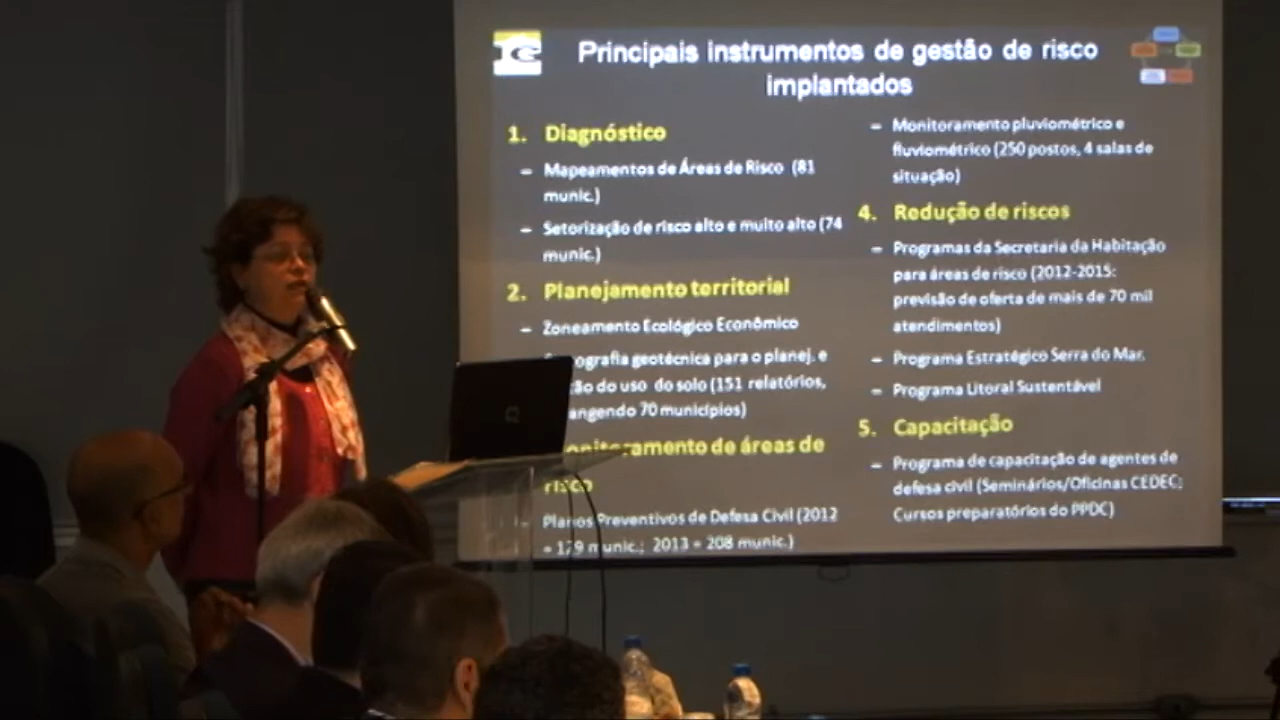 Principais instrumentos de gestão de risco
implantados
1. Diagnóstico
– Mapeamentos de Áreas de Risco (81
munic.)
– Setorização de risco alto e muito alto (74
munic.)
2. Planejamento territorial
– Zoneamento Ecológico Econômico
ografia geotécnica para o planej. e
ão do uso do solo (151 relatórios,
angendo 70 municípios)
onitoramento de áreas de
risco
– Planos Preventivos de Defesa Civil (2012
= 129 munic.; 2013 = 208 munic.)
– Monitoramento pluviométrico e
fluviométrico (250 postos, 4 salas de
situação)
4. Redução de riscos
– Programas da Secretaria da Habitação
para áreas de risco (2012-2015:
previsão de oferta de mais de 70 mil
atendimentos)
– Programa Estratégico Serra do Mar.
– Programa Litoral Sustentável
5. Capacitação
– Programa de capacitação de agentes de
defesa civil (Seminários/Oficinas CEDEC;
Cursos preparatórios do PPDC)